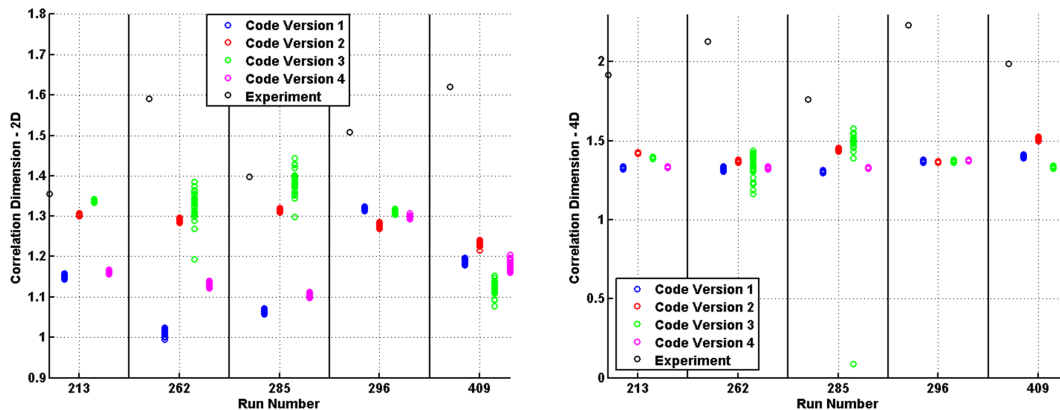 Correlation Dimension - 2D
1.8
1.7
1.6
1.5
1.4
1.3
1.2
1.1
1
0.9
Code Version 1
Code Version 2
Code Version 3
Code Version 4
Experiment
213
262
285
296
409
Run Number
Correlation Dimension - 4D
2
1.5
1
0.5
0
Code Version 1
Code Version 2
Code Version 3
Code Version 4
Experiment
213
262
285
296
409
Run Number